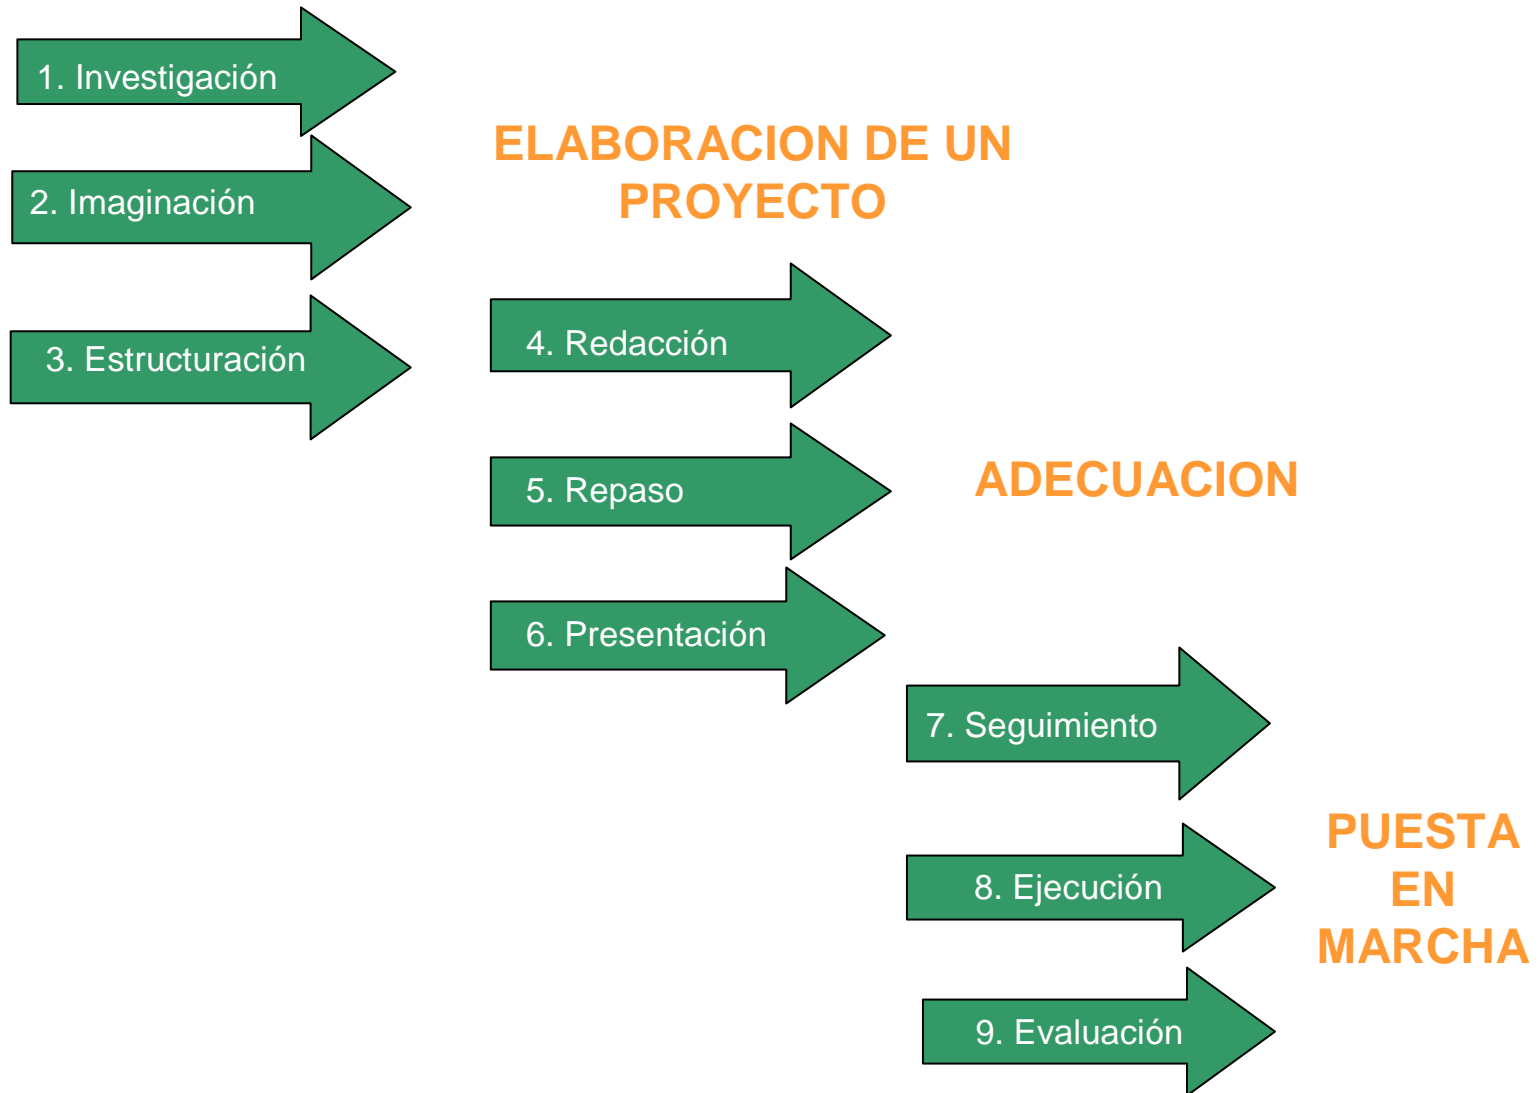 1. Investigación
ELABORACION DE UN
PROYECTO
2. Imaginación
3. Estructuración
4. Redacción
5. Repaso
ADECUACION
6. Presentación
7. Seguimiento
8. Ejecución
PUESTA
EN
MARCHA
9. Evaluación